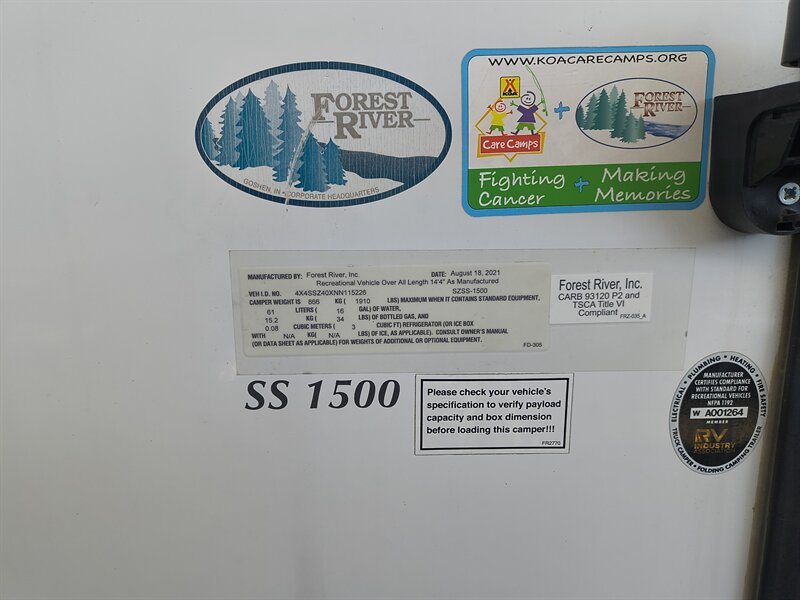 FOREST
RIVER
GOSHEN, IN • CORPORATE HEADQUARTERS
WWW.KOACARECAMPS.ORG
KOA
Care Camps
+
FOREST
RIVER
Fighting
Cancer
+
Making
Memories
MANUFACTURED BY: Forest River, Inc. DATE: August 18, 2021
Recreational Vehicle Over All Length 14'4" As Manufactured
VEH I.D. NO. 4X4SSZ40XNN115226 SZSS-1500
CAMPER WEIGHT IS 866 KG ( 1910 LBS) MAXIMUM WHEN IT CONTAINS STANDARD EQUIPMENT,
61 LITERS ( 16 GAL) OF WATER,
15.2 KG ( 34 LBS) OF BOTTLED GAS, AND
0.08 CUBIC METERS ( 3 CUBIC FT) REFRIGERATOR (OR ICE BOX
WITH N/A KG( N/A LBS) OF ICE, AS APPLICABLE). CONSULT OWNER'S MANUAL
(OR DATA SHEET AS APPLICABLE) FOR WEIGHTS OF ADDITIONAL OR OPTIONAL EQUIPMENT.
FD-305
Forest River, Inc.
CARB 93120 P2 and
TSCA Title VI
Compliant
FRZ-035_A
SS 1500
Please check your vehicle's
specification to verify payload
capacity and box dimension
before loading this camper!!!
FR2770
ELECTRICAL • PLUMBING • HEATING • FIRE SAFETY
MANUFACTURER
CERTIFIES COMPLIANCE
WITH STANDARD FOR
RECREATIONAL VEHICLES
NFPA 1192
W A001264
MEMBER
RV
INDUSTRY
ASSOCIATION
TRUCK CAMPER • FOLDING CAMPING TRAILER